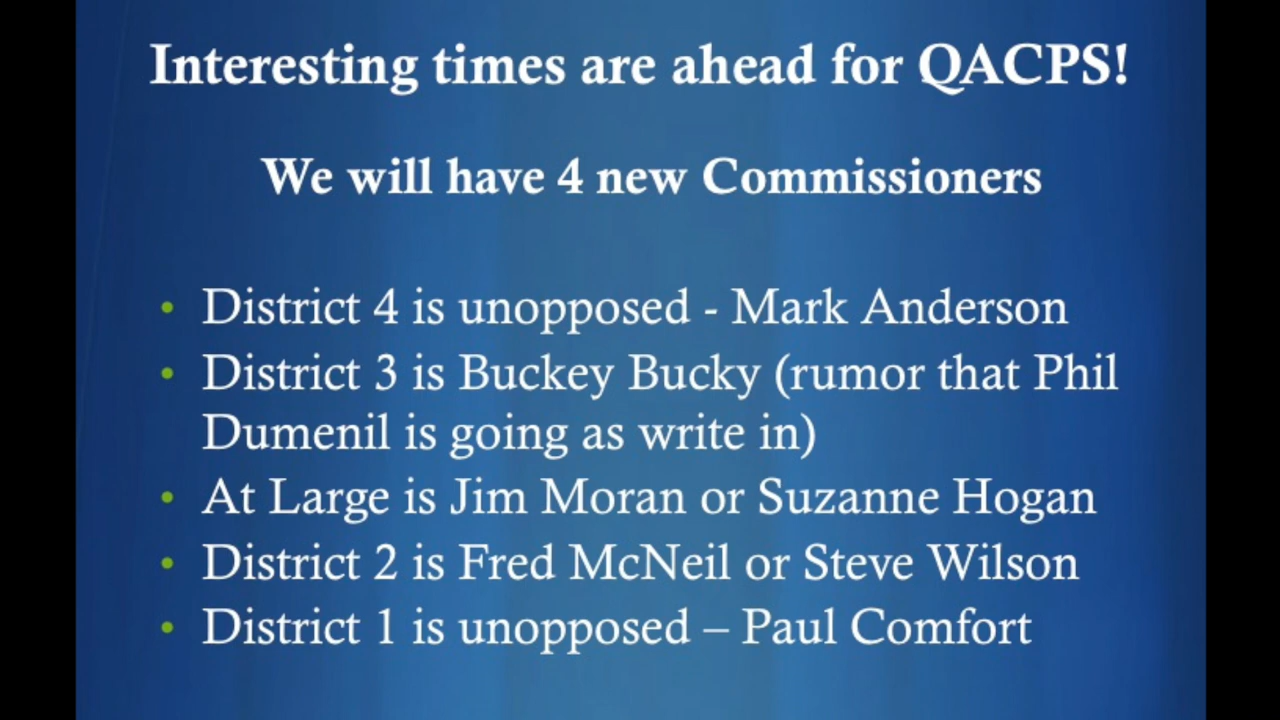 Interesting times are ahead for QACPS!
We will have 4 new Commissioners
• District 4 is unopposed - Mark Anderson
• District 3 is Buckey Bucky (rumor that Phil
Dumenil is going as write in)
• At Large is Jim Moran or Suzanne Hogan
• District 2 is Fred McNeil or Steve Wilson
• District 1 is unopposed – Paul Comfort